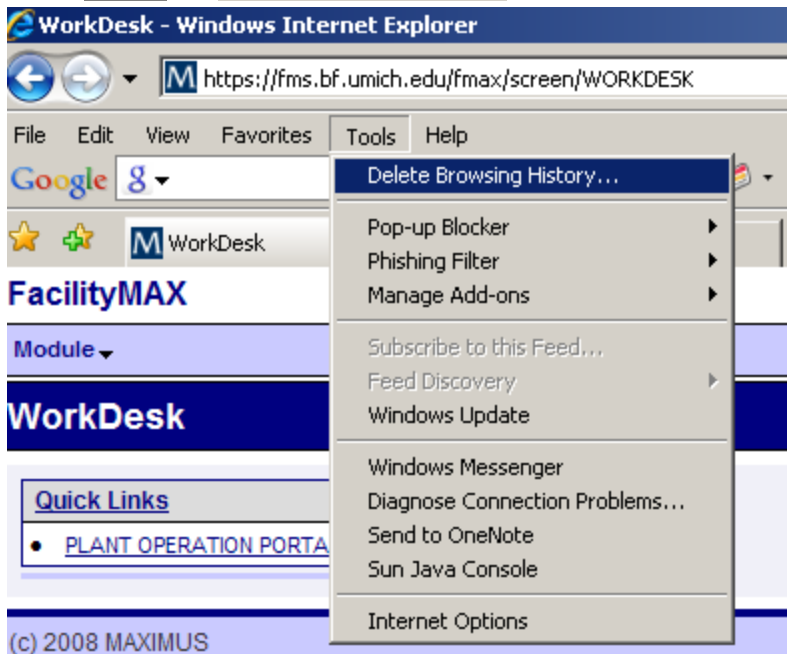 WorkDesk - Windows Internet Explorer
M https://fms.bf.umich.edu/fmax/screen/WORKDESK
File Edit View Favorites Tools Help
Google g
Delete Browsing History...
M WorkDesk
Pop-up Blocker
Phishing Filter
Manage Add-ons
FacilityMAX
Module
Subscribe to this Feed...
Feed Discovery
Windows Update
WorkDesk
Windows Messenger
Diagnose Connection Problems...
Send to OneNote
Sun Java Console
Internet Options
Quick Links
• PLANT OPERATION PORTA
(c) 2008 MAXIMUS